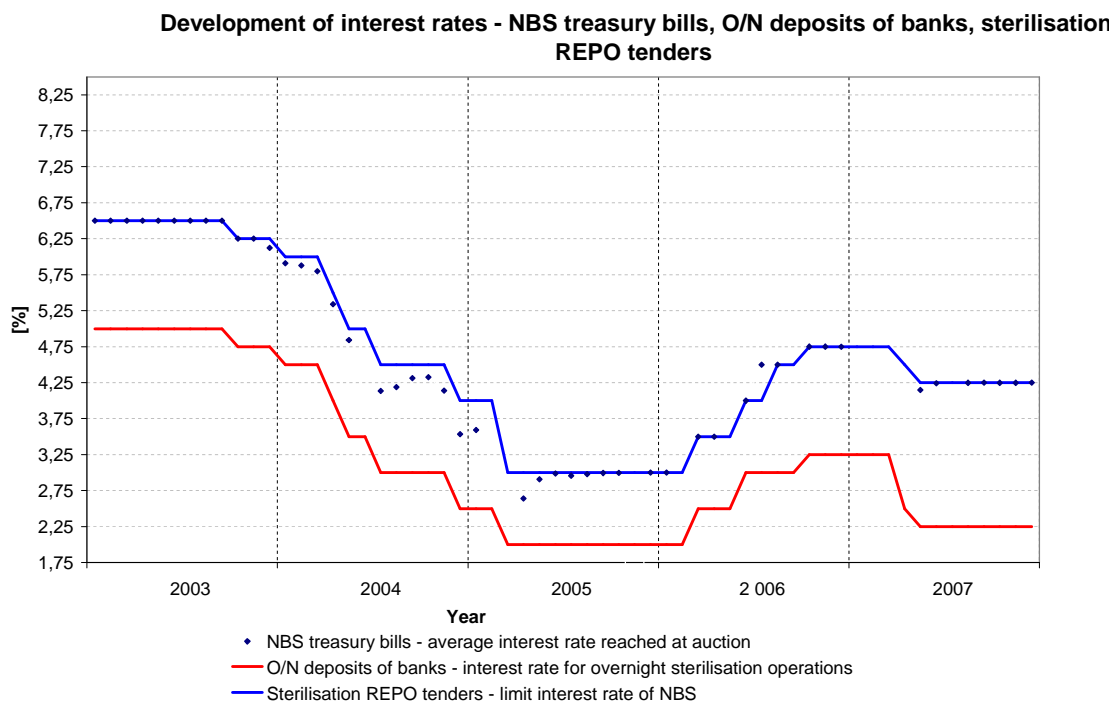 Development of interest rates - NBS treasury bills, O/N deposits of banks, sterilisation
REPO tenders
8,25
7,75
7,25
6,75
6,25
5,75
5,25
4,75
4,25
3,75
3,25
2,75
2,25
1,75
[%]
2003 2004 2005 2 006 2007
Year
NBS treasury bills - average interest rate reached at auction
O/N deposits of banks - interest rate for overnight sterilisation operations
Sterilisation REPO tenders - limit interest rate of NBS